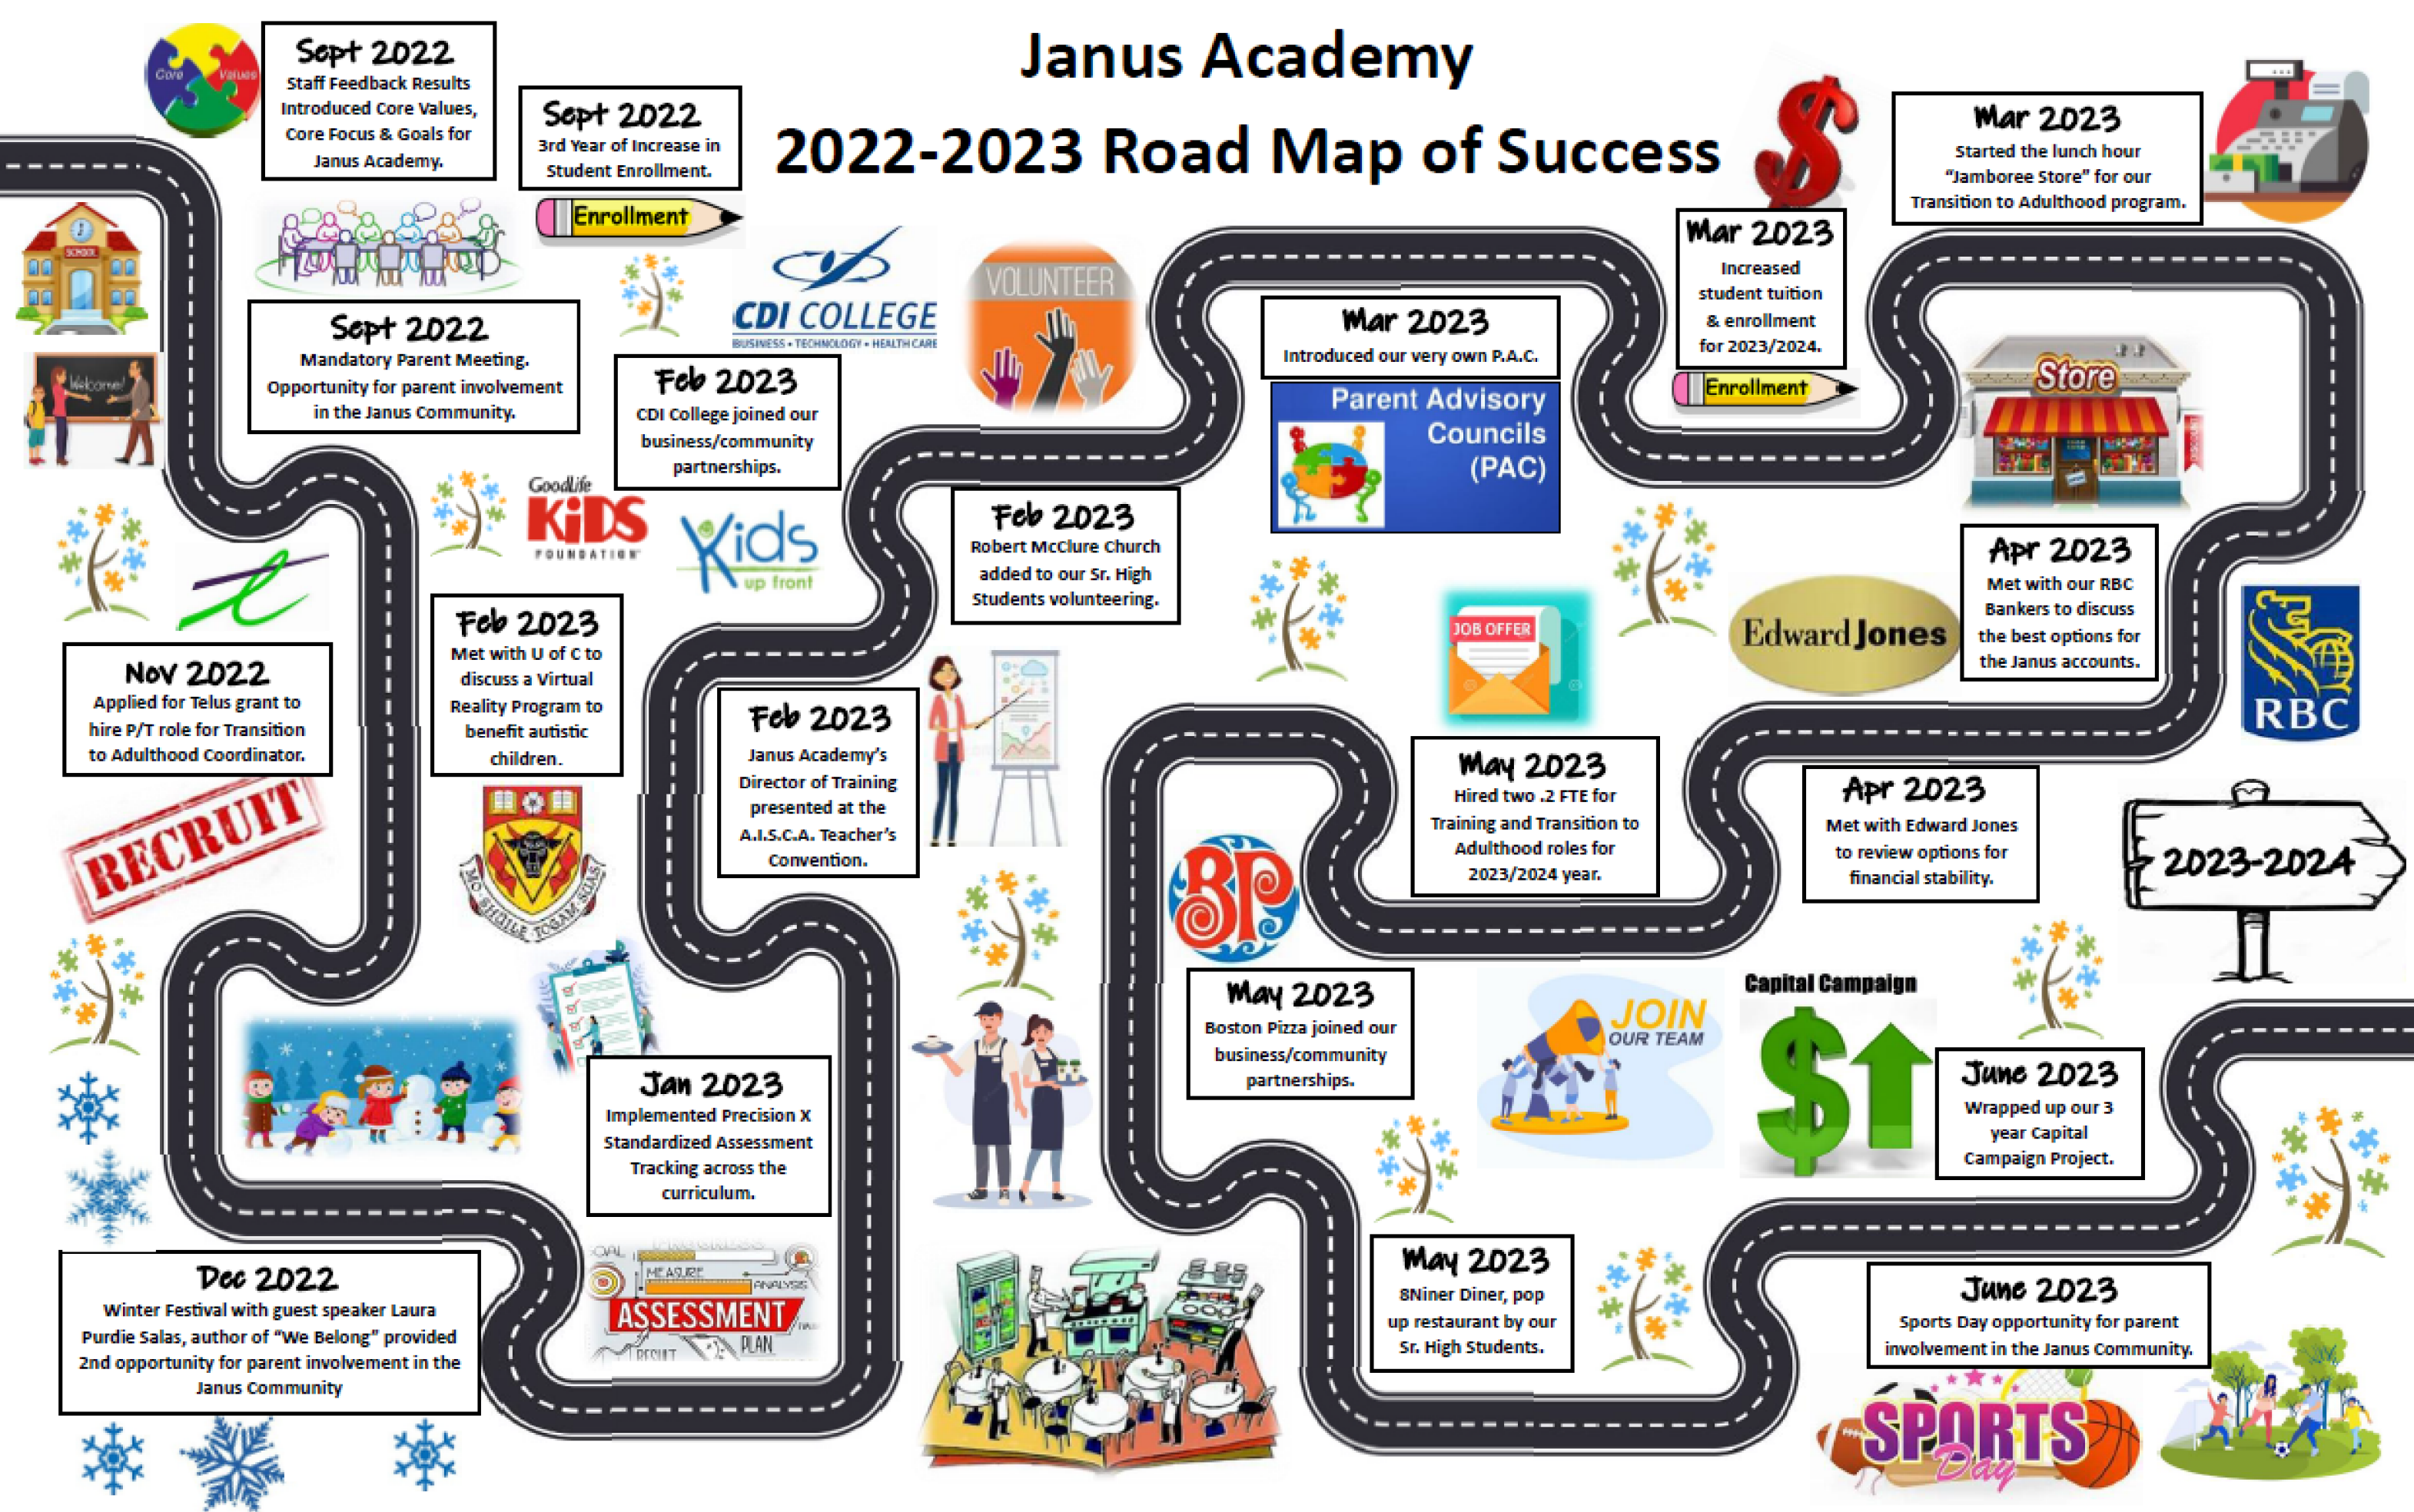 Janus Academy
2022-2023 Road Map of Success
Core Values
Sept 2022
Staff Feedback Results
Introduced Core Values,
Core Focus & Goals for
Janus Academy.
Sept 2022
3rd Year of Increase in
Student Enrollment.
Enrollment
SCHOOL
Welcome!
Sept 2022
Mandatory Parent Meeting.
Opportunity for parent involvement
in the Janus Community.
Nov 2022
Applied for Telus grant to
hire P/T role for Transition
to Adulthood Coordinator.
RECRUIT
Dec 2022
Winter Festival with guest speaker Laura
Purdie Salas, author of “We Belong” provided
2nd opportunity for parent involvement in the
Janus Community
Jan 2023
Implemented Precision X
Standardized Assessment
Tracking across the
curriculum.
OAL
PROGRESS
MEASURE
ANALYSIS
ASSESSMENT
RESULT
PLAN
GoodLife
KiDS
FOUNDATION
Kids
up front
Feb 2023
Met with U of C to
discuss a Virtual
Reality Program to
benefit autistic
children.
MO SHÙILE TOGAM SUAS
Feb 2023
Janus Academy’s
Director of Training
presented at the
A.I.S.C.A. Teacher’s
Convention.
CDI COLLEGE
BUSINESS • TECHNOLOGY • HEALTH CARE
Feb 2023
CDI College joined our
business/community
partnerships.
VOLUNTEER
Feb 2023
Robert McClure Church
added to our Sr. High
Students volunteering.
Mar 2023
Introduced our very own P.A.C.
Parent Advisory
Councils
(PAC)
Mar 2023
Increased
student tuition
& enrollment
for 2023/2024.
Enrollment
Mar 2023
Started the lunch hour
“Jamboree Store” for our
Transition to Adulthood program.
Store
Apr 2023
Met with our RBC
Bankers to discuss
the best options for
the Janus accounts.
RBC
Edward Jones
Apr 2023
Met with Edward Jones
to review options for
financial stability.
JOB OFFER
May 2023
Hired two .2 FTE for
Training and Transition to
Adulthood roles for
2023/2024 year.
BP
May 2023
Boston Pizza joined our
business/community
partnerships.
JOIN
OUR TEAM
May 2023
8Niner Diner, pop
up restaurant by our
Sr. High Students.
Capital Campaign
June 2023
Wrapped up our 3
year Capital
Campaign Project.
June 2023
Sports Day opportunity for parent
involvement in the Janus Community.
SPORTS
Day
2023-2024